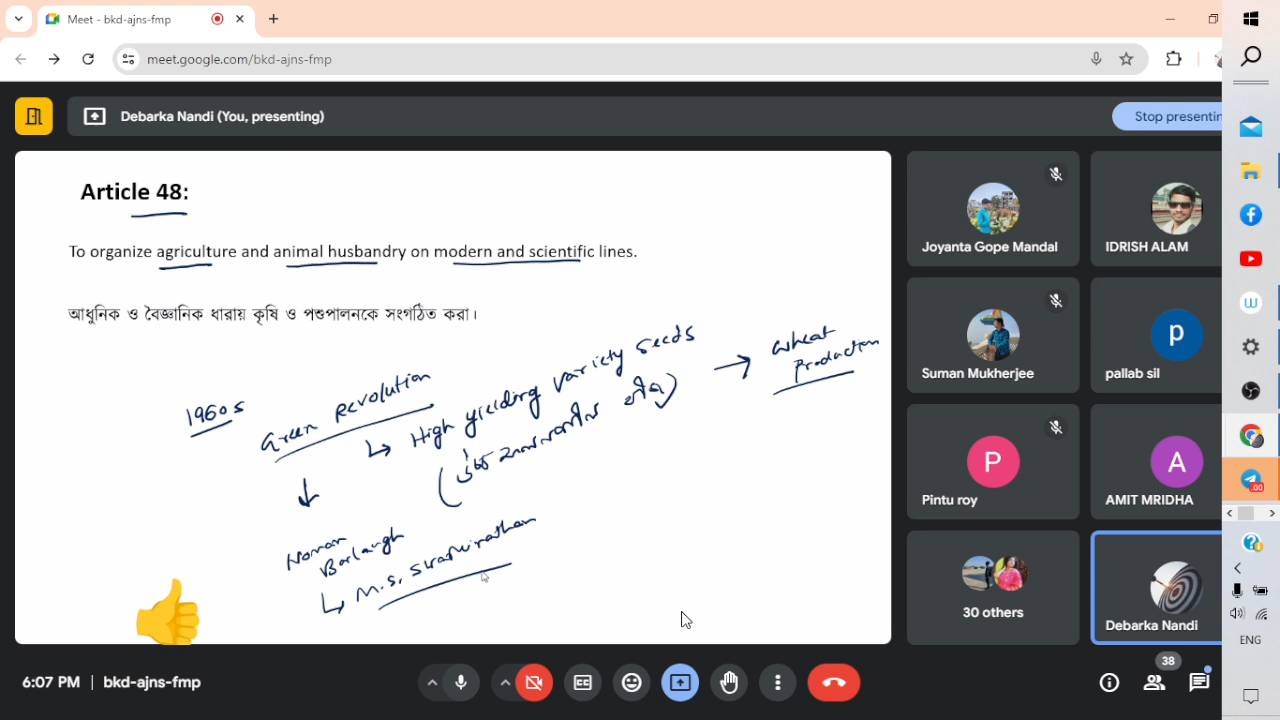 Meet - bkd-ajns-fmp
meet.google.com/bkd-ajns-fmp
Debarka Nandi (You, presenting)
Stop presentin
Article 48:
To organize agriculture and animal husbandry on modern and scientific lines.
আধুনিক ও বৈজ্ঞানিক ধারায় কৃষি ও পশুপালনকে সংগঠিত করা।
1960s
Green Revolution
High yielding variety seeds
Wheat
Production
Norman
Borlaugh
M.S. Swaminathan
Joyanta Gope Mandal
IDRISH ALAM
Suman Mukherjee
p
pallab sil
P
Pintu roy
A
AMIT MRIDHA
30 others
Debarka Nandi
6:07 PM | bkd-ajns-fmp
38
ENG